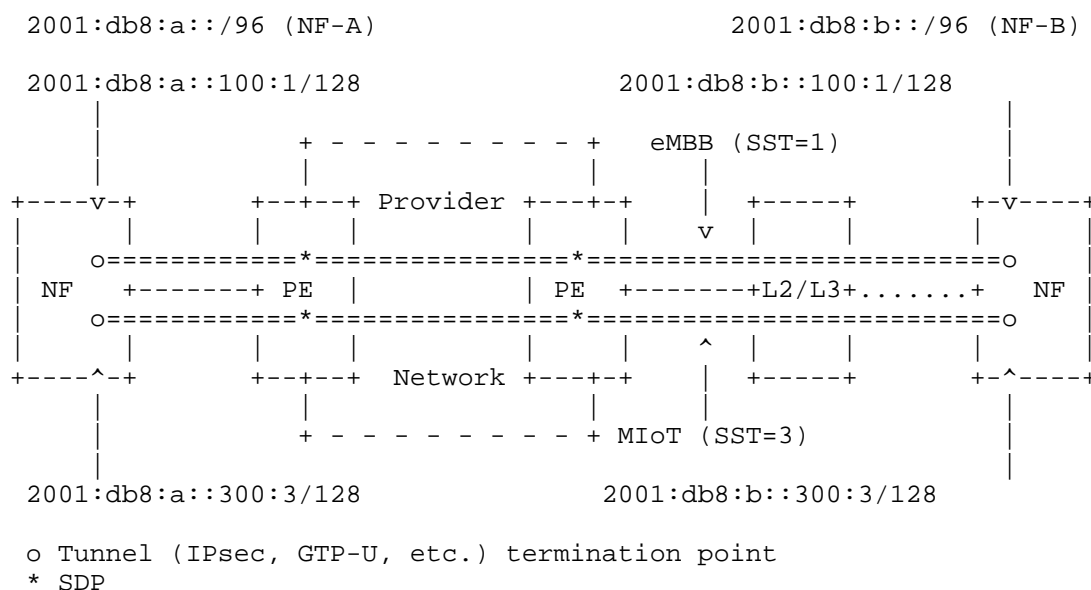 2001:db8:a::/96 (NF-A) 2001:db8:b::/96 (NF-B)
2001:db8:a::100:1/128 2001:db8:b::100:1/128
eMBB (SST=1)
Provider
NF PE PE L2/L3 NF
Network
MIoT (SST=3)
2001:db8:a::300:3/128 2001:db8:b::300:3/128
o Tunnel (IPsec, GTP-U, etc.) termination point
* SDP